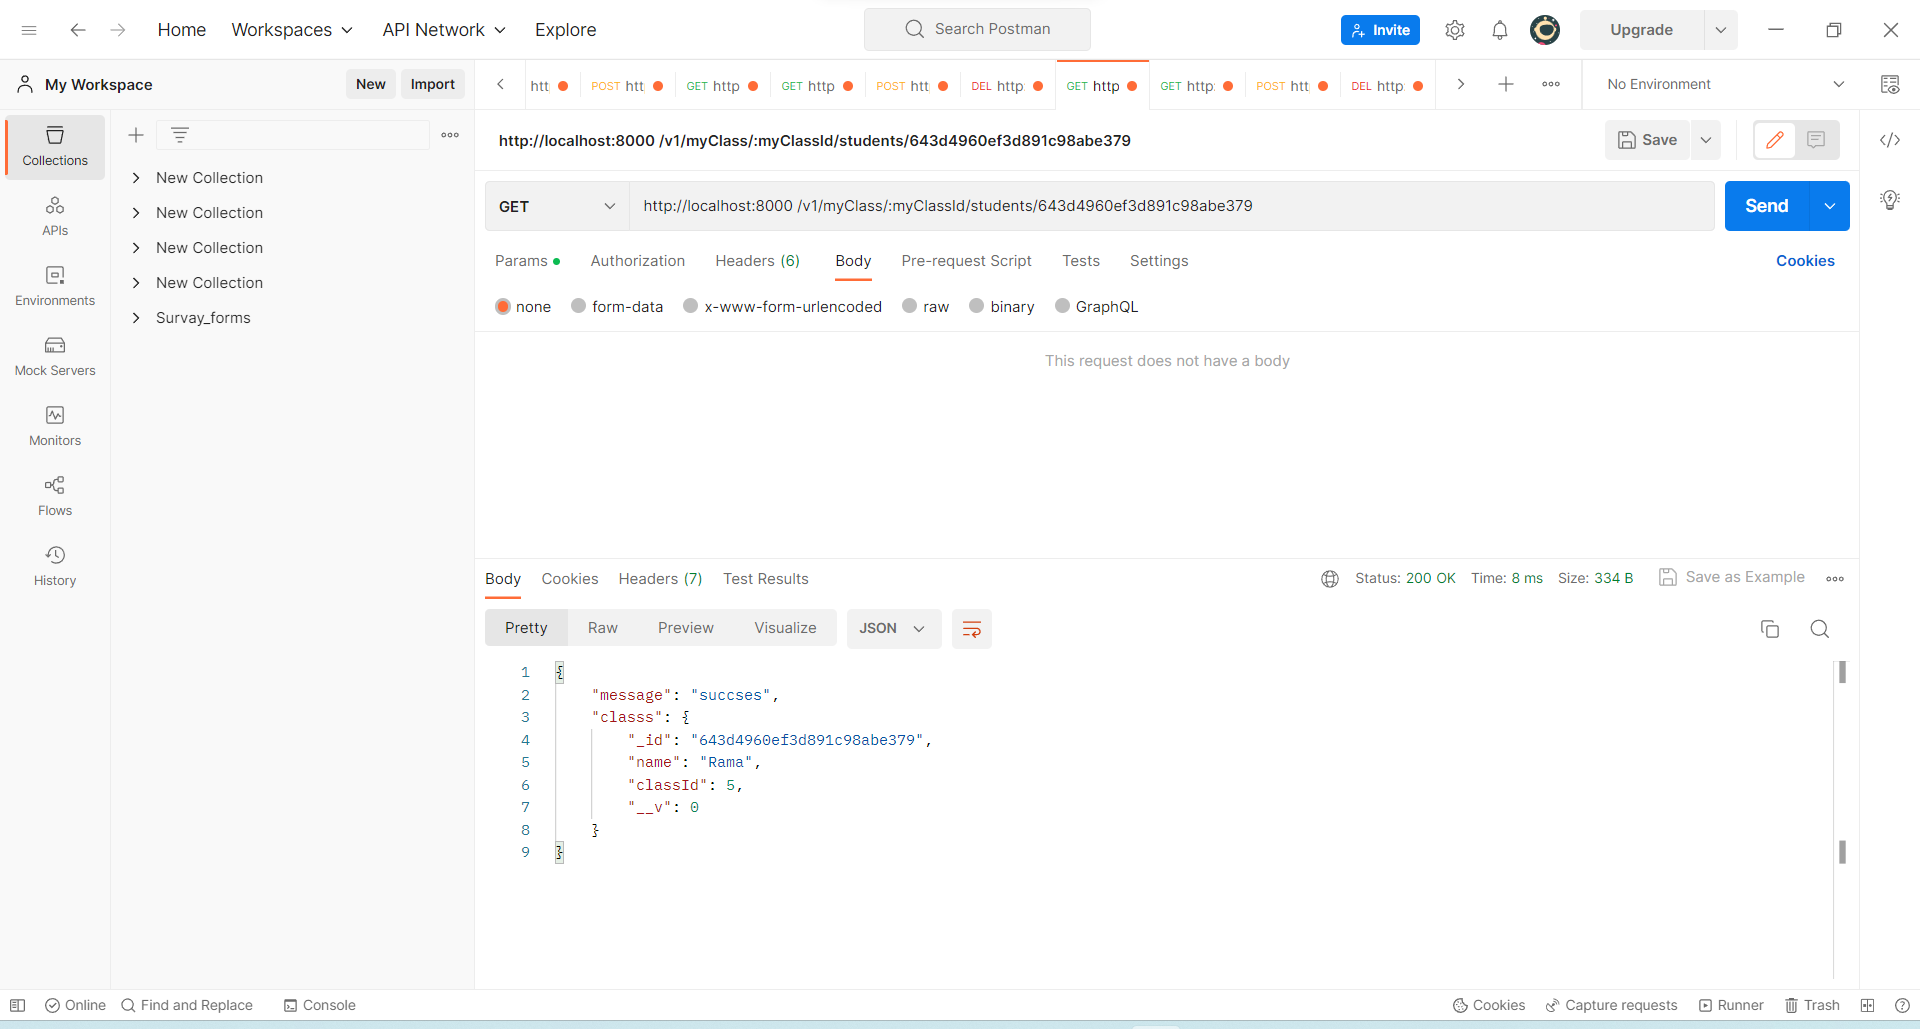 Home Workspaces API Network Explore Search Postman Invite Upgrade
My Workspace New Import htt POST htt GET http GET http POST htt DEL http GET http GET http: POST htt DEL http: No Environment
http://localhost:8000 /v1/myClass/:myClassId/students/643d4960ef3d891c98abe379 Save
Collections
New Collection
New Collection
New Collection
New Collection
Survay_forms
APIs
Environments
Mock Servers
Monitors
Flows
History
GET http://localhost:8000 /v1/myClass/:myClassId/students/643d4960ef3d891c98abe379 Send
Params Authorization Headers (6) Body Pre-request Script Tests Settings Cookies
none form-data x-www-form-urlencoded raw binary GraphQL
This request does not have a body
Body Cookies Headers (7) Test Results Status: 200 OK Time: 8 ms Size: 334 B Save as Example
Pretty Raw Preview Visualize JSON
1 {
2 "message": "succses",
3 "classs": {
4 "_id": "643d4960ef3d891c98abe379",
5 "name": "Rama",
6 "classId": 5,
7 "__v": 0
8 }
9 }
Online Find and Replace Console Cookies Capture requests Runner Trash